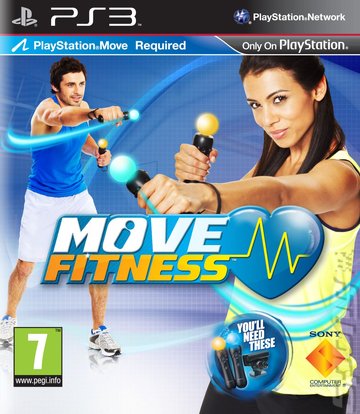 PS3
PlayStation®Network
PlayStation®Move Required
Only On PlayStation®
MOVE
FITNESS™
YOU'LL
NEED
THESE
7
www.pegi.info
SONY
COMPUTER
ENTERTAINMENT